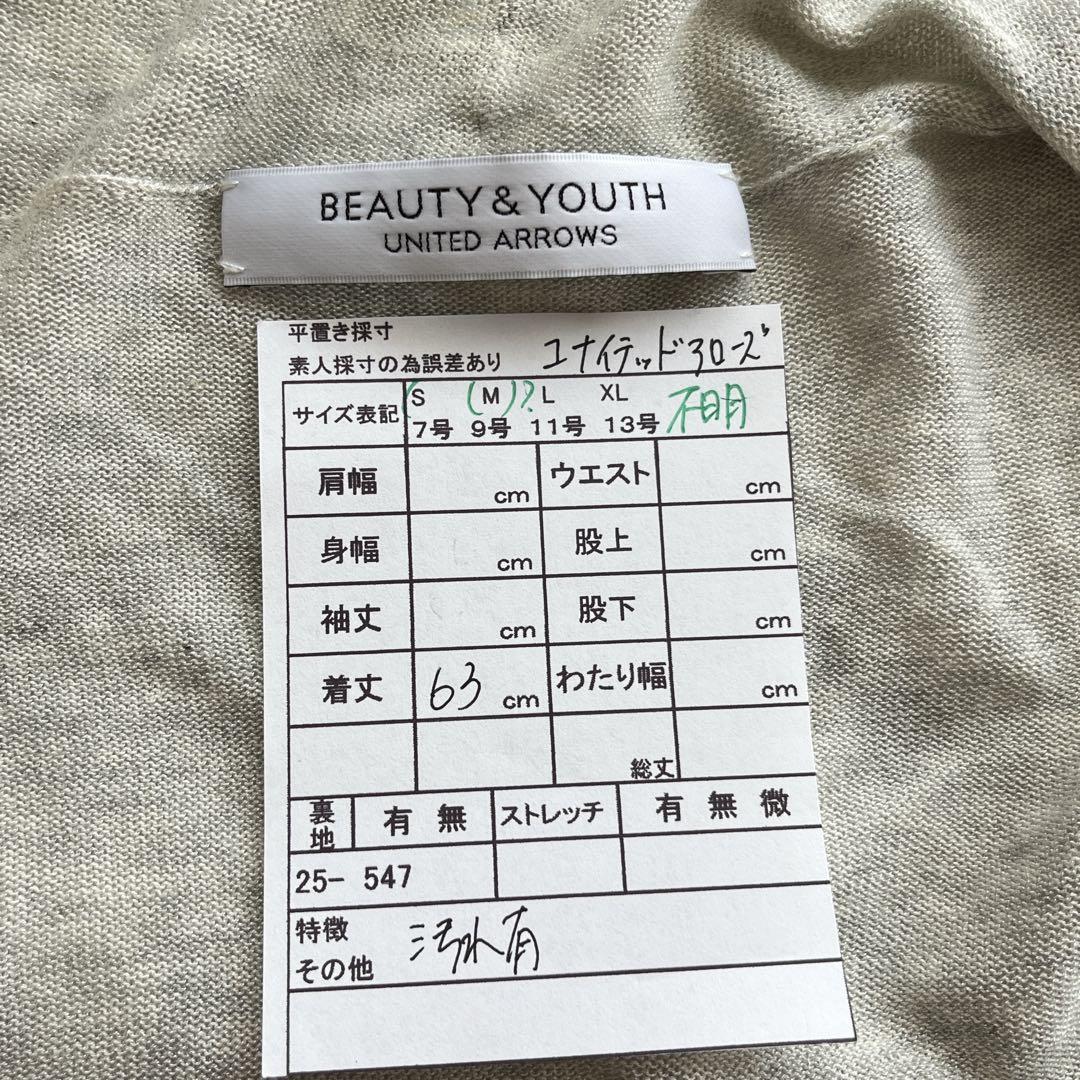 BEAUTY & YOUTH
UNITED ARROWS
平置き採寸
素人採寸の為誤差あり ユナイテッドアローズ
サイズ表記 (S (M)? L XL 不明
7号 9号 11号 13号
肩幅 cm ウエスト cm
身幅 cm 股上 cm
袖丈 cm 股下 cm
着丈 63 cm わたり幅 cm
総丈
裏地 有 無 ストレッチ 有 無 微
25- 547
特徴
その他 汚れ有